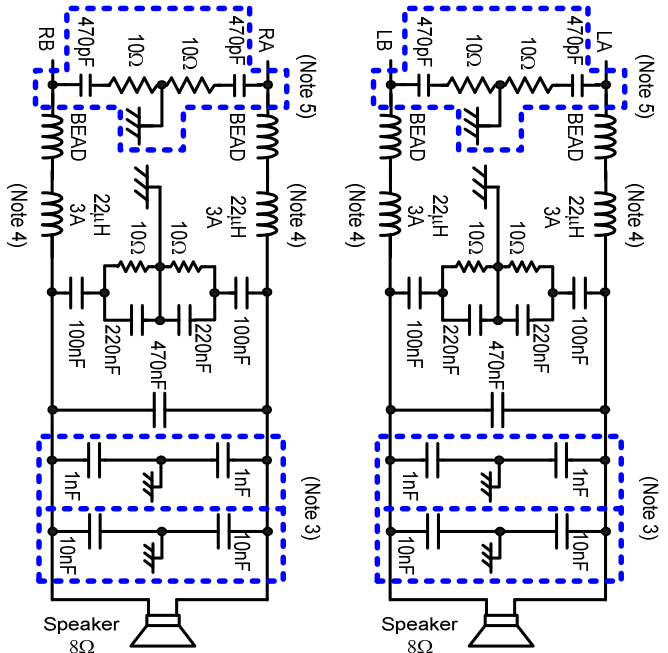 RB
470pF
10Ω
10Ω
470pF
RA
(Note 5)
BEAD
BEAD
(Note 4)
22μH
3A
22μH
3A
(Note 4)
10Ω
10Ω
100nF
220nF
220nF
100nF
470nF
(Note 3)
1nF
1nF
10nF
10nF
Speaker
8Ω
LB
470pF
10Ω
10Ω
470pF
LA
(Note 5)
BEAD
BEAD
(Note 4)
22μH
3A
22μH
3A
(Note 4)
10Ω
10Ω
100nF
220nF
220nF
100nF
470nF
(Note 3)
1nF
1nF
10nF
10nF
Speaker
8Ω